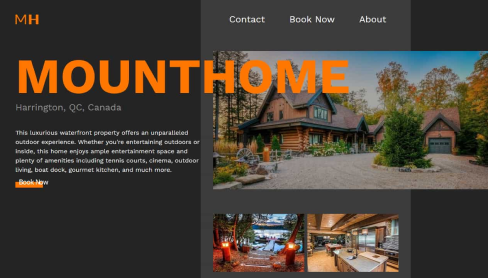 MH
Contact Book Now About
MOUNTHOME
Harrington, QC, Canada
This luxurious waterfront property offers an unparalleled
outdoor experience. Whether you're entertaining outdoors or
inside, this home enjoys ample entertainment space and
plenty of amenities including tennis courts, cinema, outdoor
living, boat deck, gourmet kitchen, and much more.
Book Now